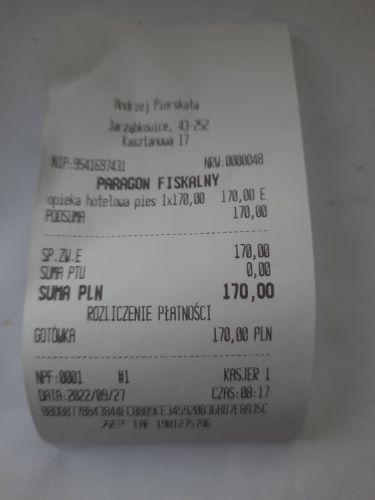 Andrzej Pierskała
Jarząbkowice, 43-252
Kasztanowa 17
NIP:9541697431 NRW:0000048
PARAGON FISKALNY
opieka hotelowa pies 1x170,00 170,00 E
PODSUMA 170,00
SP.ZW.E 170,00
SUMA PTU 0,00
SUMA PLN 170,00
ROZLICZENIE PŁATNOŚCI
GOTÓWKA 170,00 PLN
NPF:0001 #1 KASJER 1
DATA:2022/09/27 CZAS:08:17
EAF 1901275796